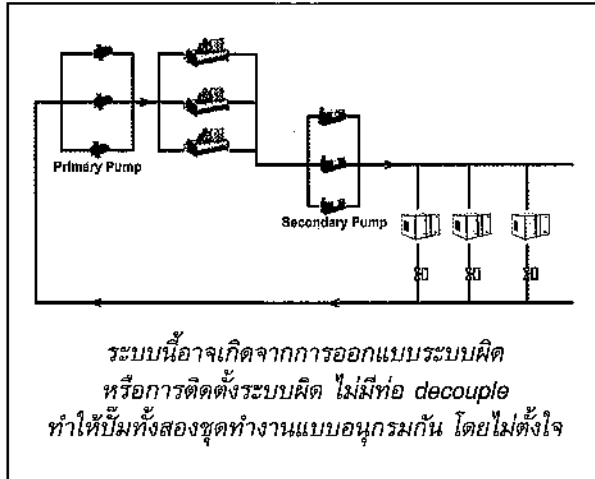 Primary Pump
Secondary Pump
ระบบนี้อาจเกิดจากการออกแบบระบบผิด
หรือการติดตั้งระบบผิด ไม่มีท่อ decouple
ทำให้ปั๊มทั้งสองชุดทำงานแบบอนุกรมกัน โดยไม่ตั้งใจ